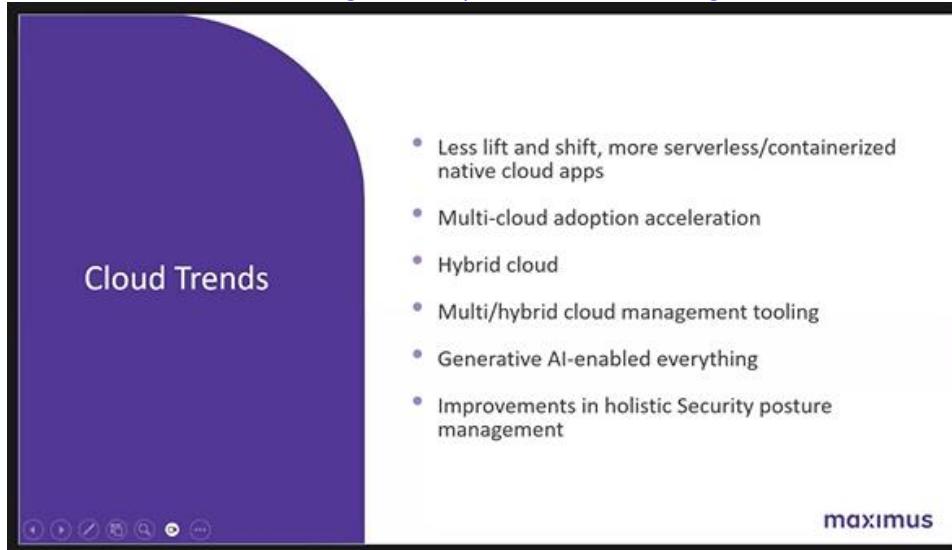 Cloud Trends
Less lift and shift, more serverless/containerized
native cloud apps
Multi-cloud adoption acceleration
Hybrid cloud
Multi/hybrid cloud management tooling
Generative AI-enabled everything
Improvements in holistic Security posture
management
maximus